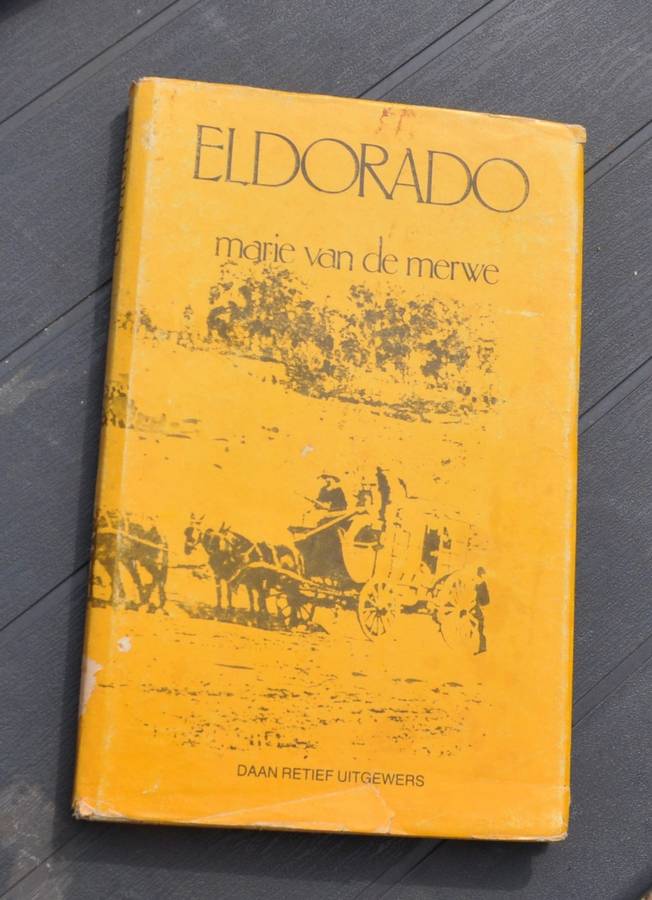 ELDORADO
marie van de merwe
DAAN RETIEF UITGEWERS